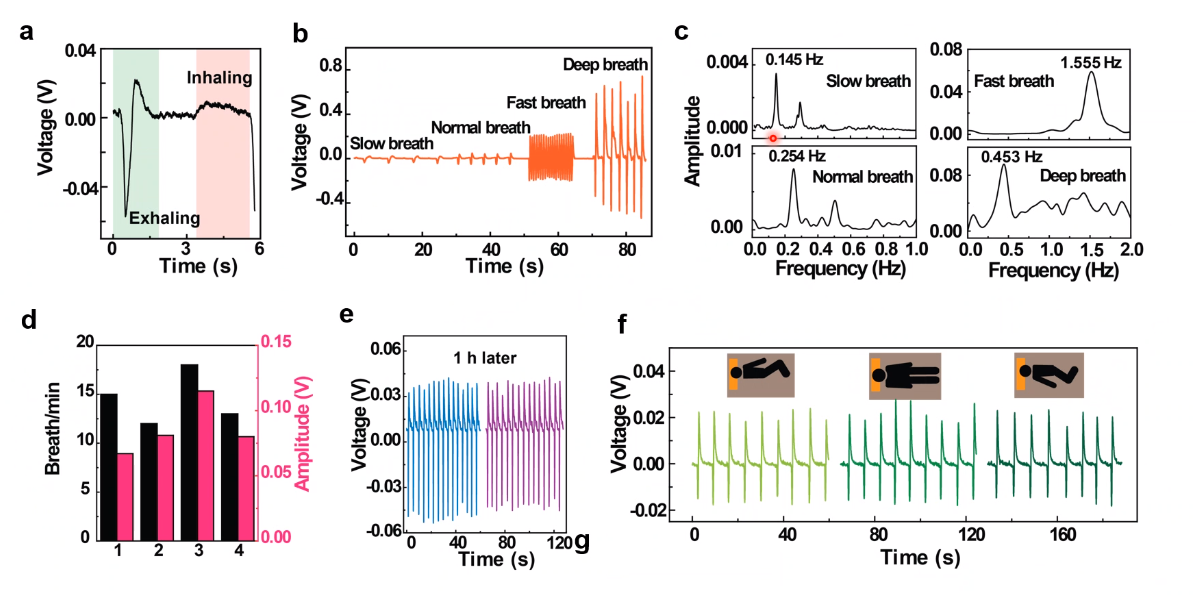 a
0.04
0.00
-0.04
Voltage (V)
Inhaling
Exhaling
0 3 6
Time (s)
b
0.8
0.4
0.0
-0.4
Voltage (V)
Deep breath
Fast breath
Normal breath
Slow breath
0 20 40 60 80
Time (s)
c
Amplitude
0.004
0.000
0.145 Hz
Slow breath
0.08
0.04
0.00
1.555 Hz
Fast breath
0.01
0.00
0.254 Hz
Normal breath
0.0 0.2 0.4 0.6 0.8 1.0
Frequency (Hz)
0.08
0.00
0.453 Hz
Deep breath
0.0 0.5 1.0 1.5 2.0
Frequency (Hz)
d
20
15
10
5
0
Breath/min
0.15
0.10
0.05
0.00
Amplitude (V)
1 2 3 4
e
0.06
0.03
0.00
-0.03
-0.06
Voltage (V)
1 h later
0 40 80 120
Time (s)
g
f
0.04
0.02
0.00
-0.02
Voltage (V)
0 40 80 120 160
Time (s)